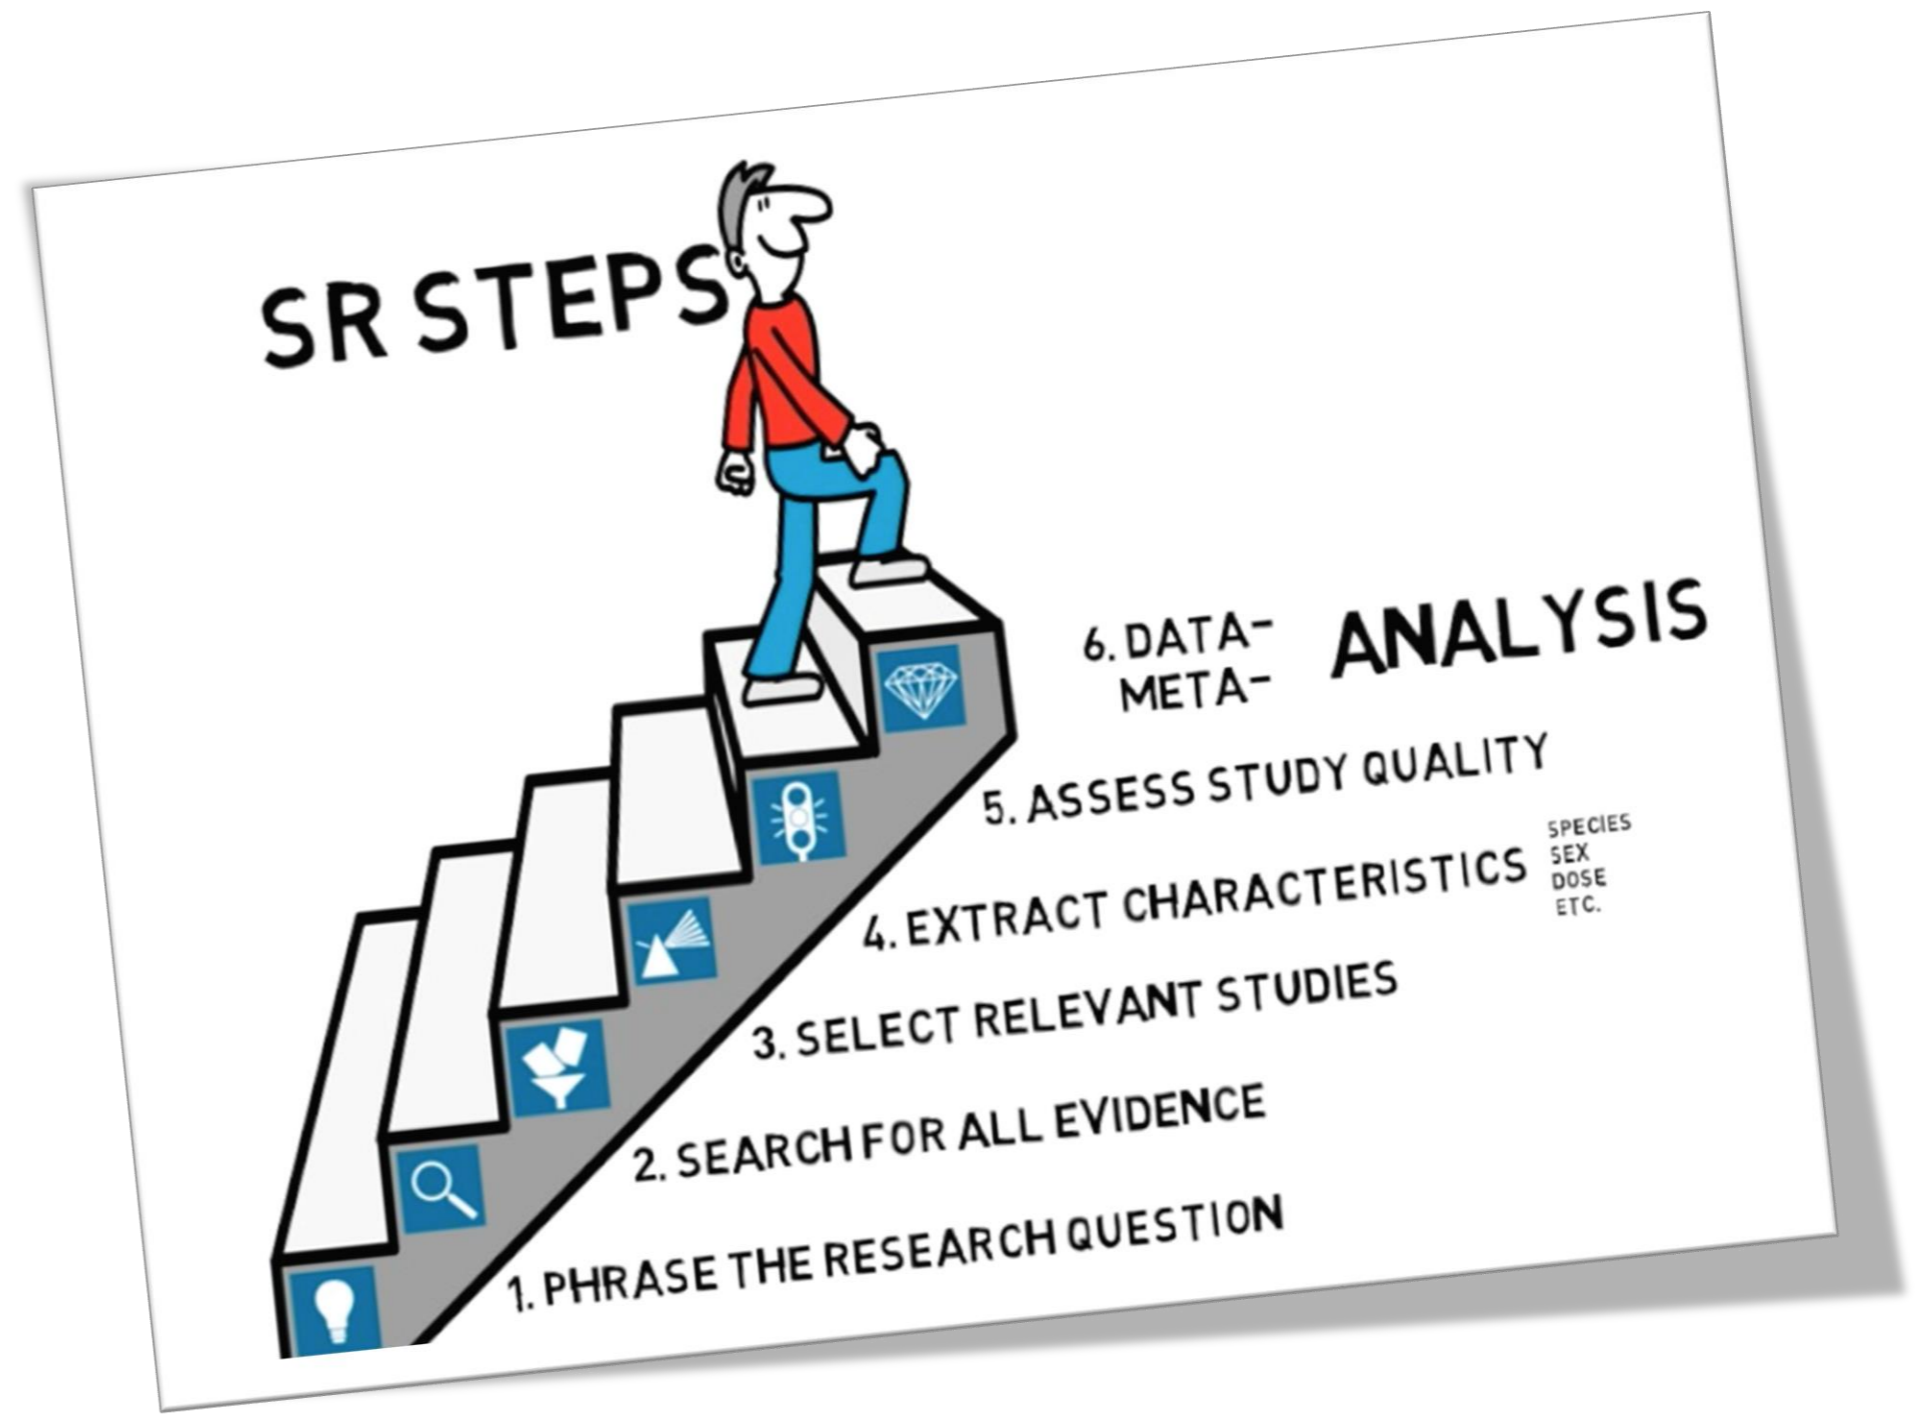 SR STEPS
6. DATA-
META-
ANALYSIS
5. ASSESS STUDY QUALITY
4. EXTRACT CHARACTERISTICS
SPECIES
SEX
DOSE
ETC.
3. SELECT RELEVANT STUDIES
2. SEARCH FOR ALL EVIDENCE
1. PHRASE THE RESEARCH QUESTION